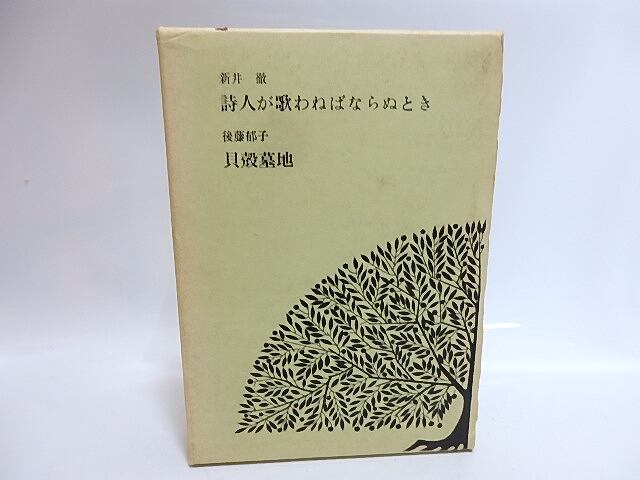 新井 徹
詩人が歌わねばならぬとき
後藤郁子
貝殻墓地